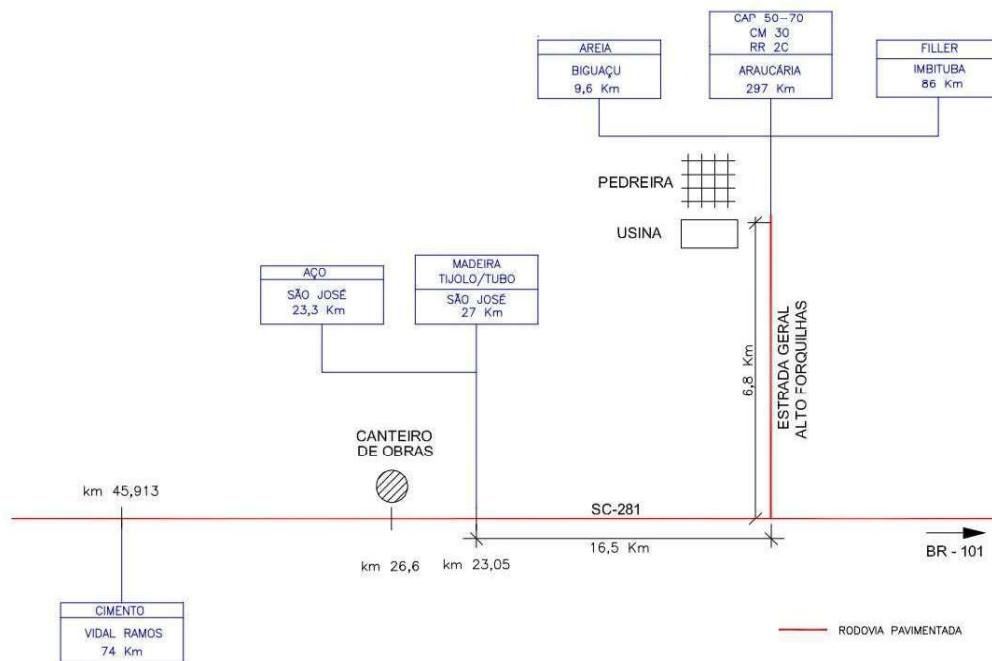 CAP 50-70
CM 30
RR 2C
ARAUCÁRIA
297 Km
AREIA
BIGUAÇU
9,6 Km
FILLER
IMBITUBA
86 Km
PEDREIRA
USINA
MADEIRA
TIJOLO/TUBO
SÃO JOSÉ
27 Km
AÇO
SÃO JOSÉ
23,3 Km
6,8 Km
ESTRADA GERAL
ALTO FORQUILHAS
CANTEIRO
DE OBRAS
km 45,913
SC-281
16,5 Km
BR - 101
km 26,6
km 23,05
CIMENTO
VIDAL RAMOS
74 Km
RODOVIA PAVIMENTADA